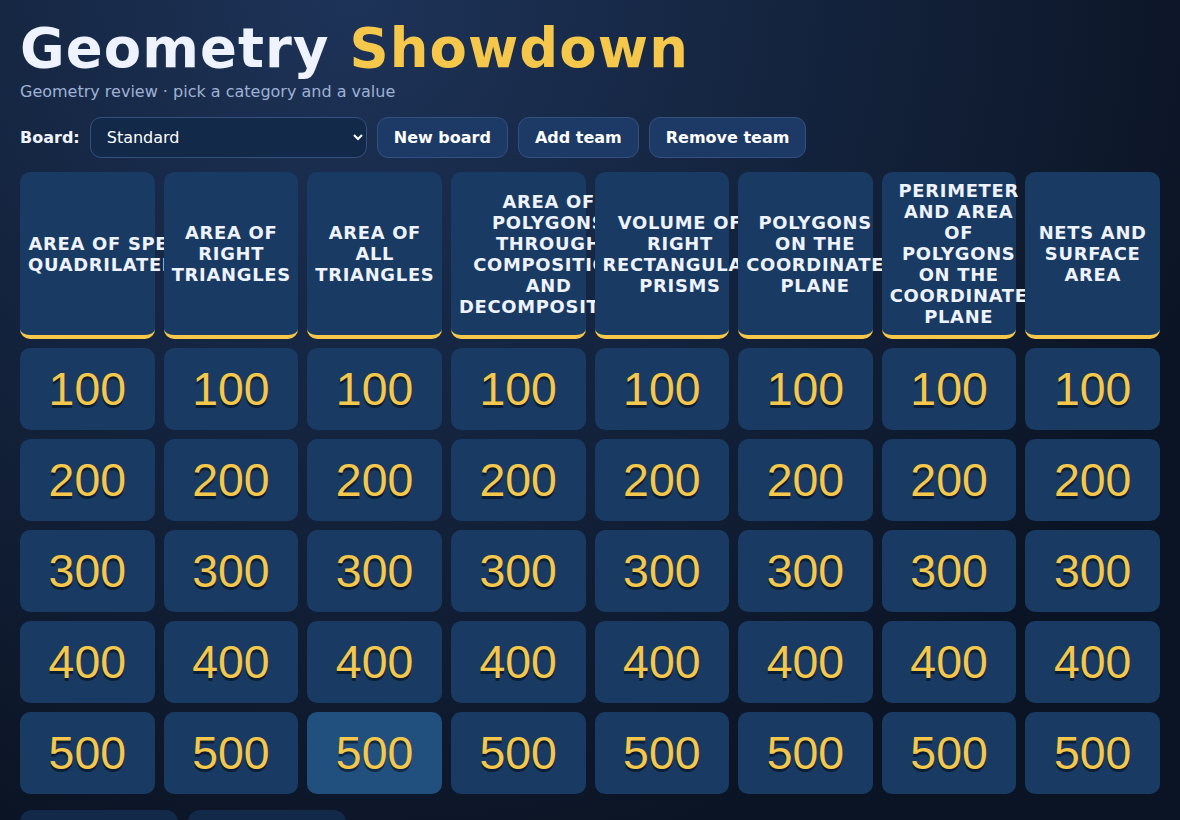 Geometry Showdown
Geometry review · pick a category and a value
Board: Standard New board Add team Remove team
AREA OF SPE
QUADRILATE
AREA OF
RIGHT
TRIANGLES
AREA OF
ALL
TRIANGLES
AREA OF
POLYGONS
THROUGH
COMPOSITI
AND
DECOMPOSIT
VOLUME OF
RIGHT
RECTANGULA
PRISMS
POLYGONS
ON THE
COORDINATE
PLANE
PERIMETER
AND AREA
OF
POLYGONS
ON THE
COORDINATE
PLANE
NETS AND
SURFACE
AREA
100 100 100 100 100 100 100 100
200 200 200 200 200 200 200 200
300 300 300 300 300 300 300 300
400 400 400 400 400 400 400 400
500 500 500 500 500 500 500 500